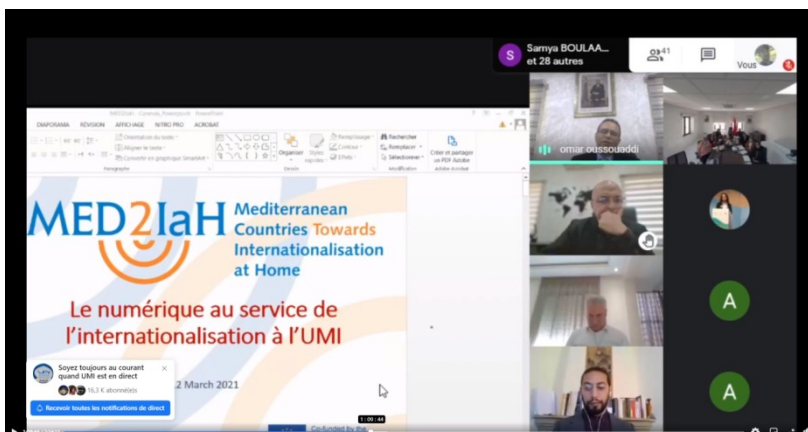 Samya BOULAA...
et 28 autres
S
41
Vous
DIAPORAMA RÉVISION AFFICHAGE NITRO PRO ACROBAT
Orientation du texte
Aligner le texte
Convertir en graphique SmartArt
Organiser
Styles
rapides
Remplissage
Contour
Effets
Rechercher
Remplacer
Sélectionner
Créer et partager
un PDF Adobe
Paragraphe
Dessin
Modification
Adobe Acrobat
omar oussouaddi
MED2IaH
Mediterranean
Countries Towards
Internationalisation
at Home
Le numérique au service de
l'internationalisation à l'UMI
A
A
Soyez toujours au courant
quand UMI est en direct
16,3 K abonné(e)s
Recevoir toutes les notifications de direct
2 March 2021
1:09:44
Co-funded by the